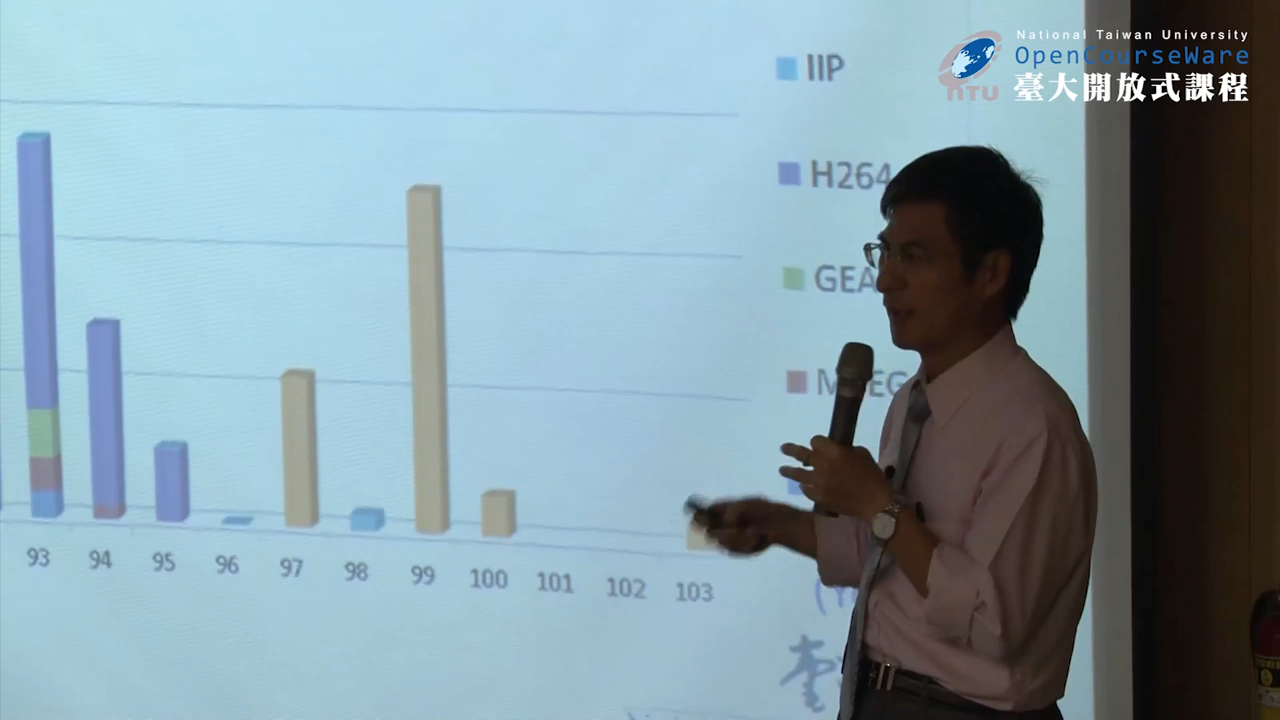 National Taiwan University
OpenCourseWare
臺大開放式課程
NTU
IIP
H264
93 94 95 96 97 98 99 100 101 102 103